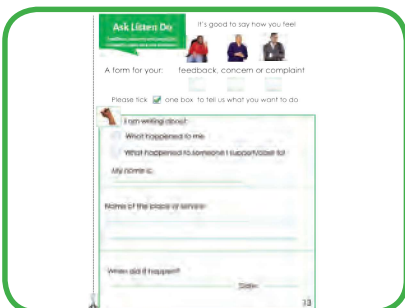 Ask Listen Do
It's good to say how you feel
A form for your: feedback, concern or complaint
Please tick one box to tell us what you want to do
I am writing about:
What happened to me
What happened to someone I support/care for
My name is:
Name of the place or service:
When did it happen?
Date: